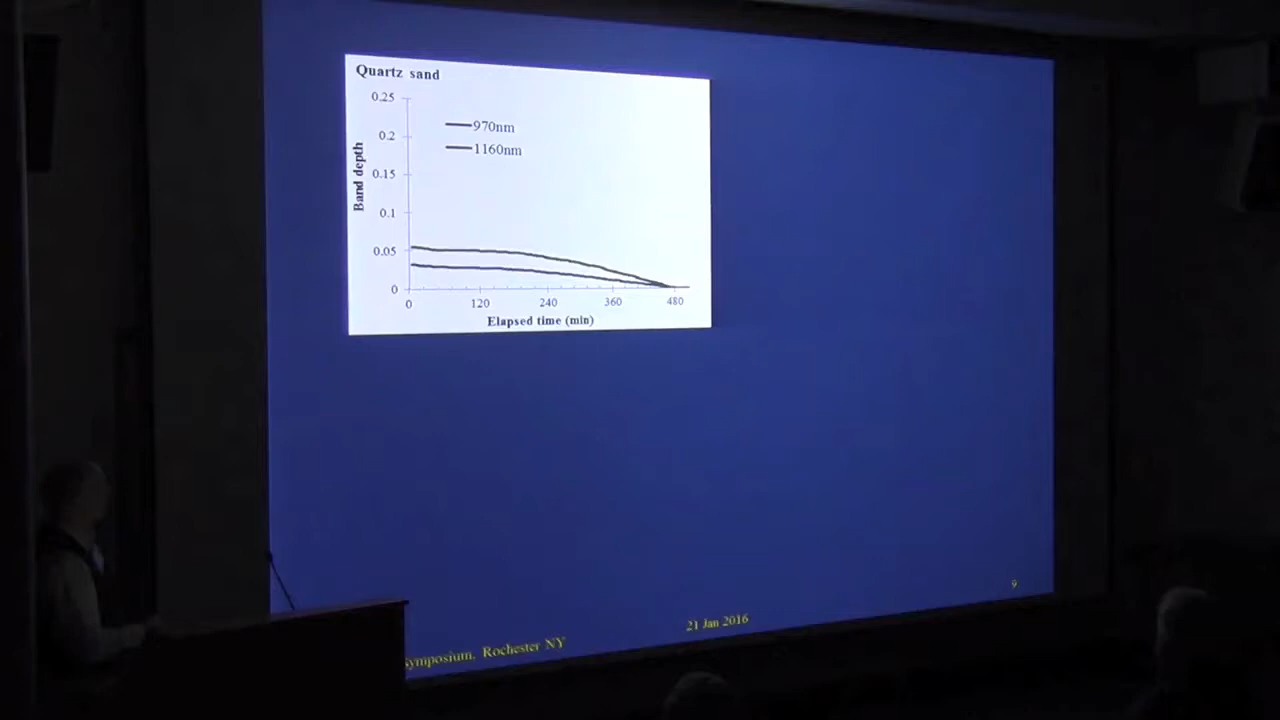 Quartz sand
0.25
0.2
0.15
0.1
0.05
0
Band depth
970nm
1160nm
0 120 240 360 480
Elapsed time (min)
9
21 Jan 2016
symposium, Rochester NY